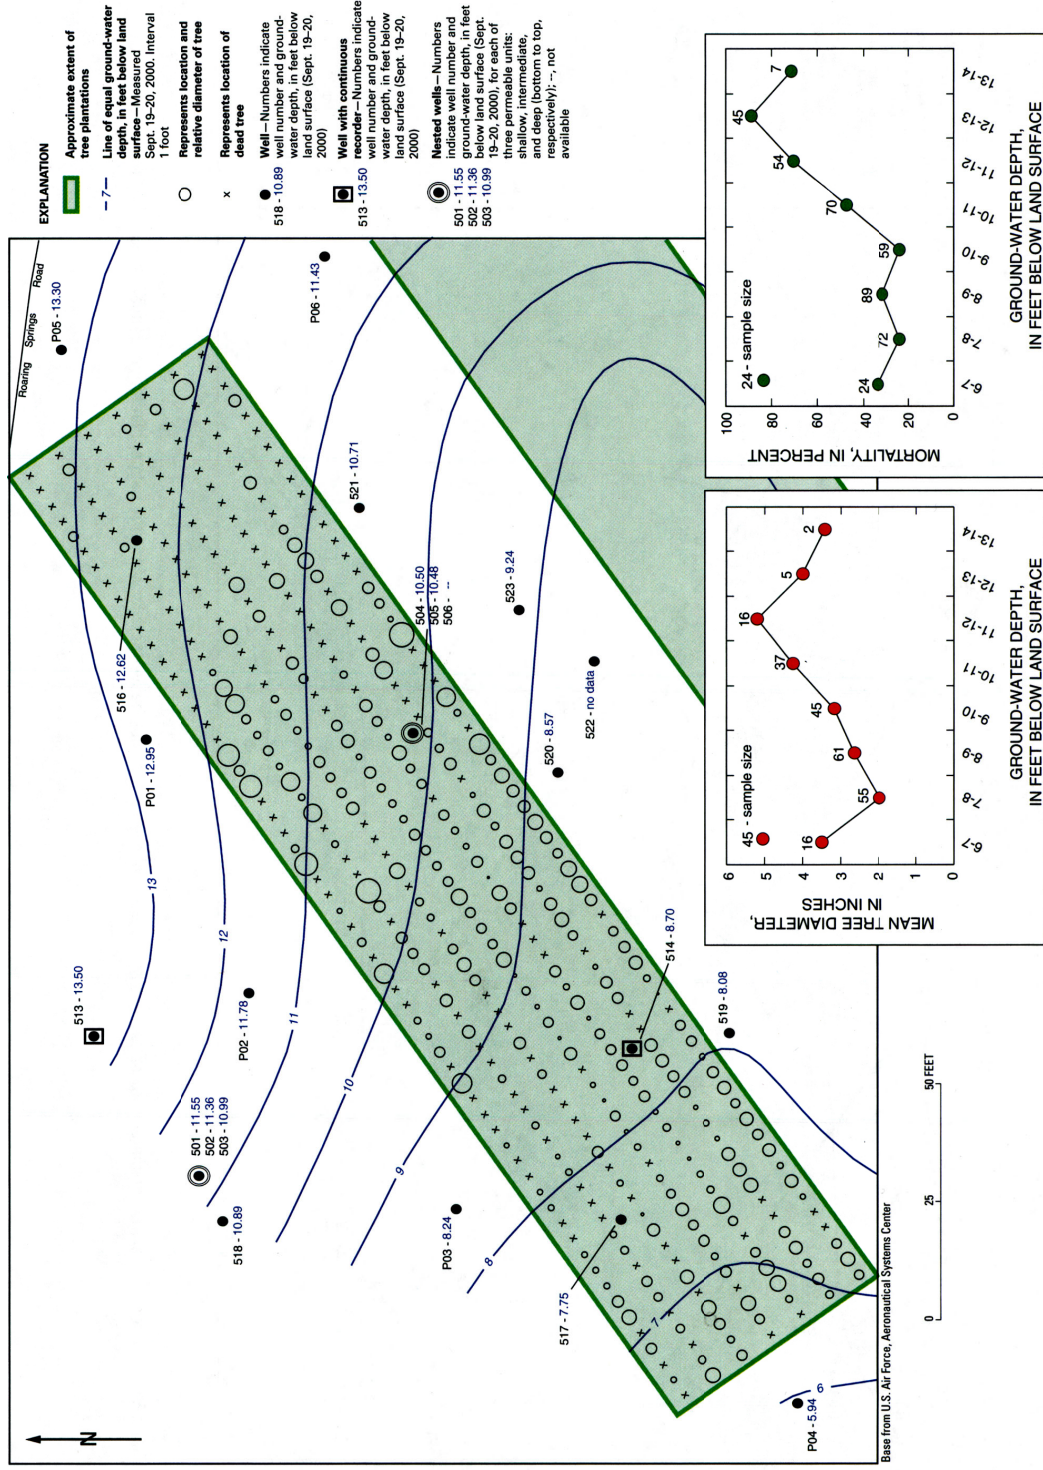 EXPLANATION
Approximate extent of
tree plantations
– 7 —
Line of equal ground-water
depth, in feet below land
surface—Measured
Sept. 19–20, 2000. Interval
1 foot
Represents location and
relative diameter of tree
x
Represents location of
dead tree
518 - 10.89
Well—Numbers indicate
well number and ground-
water depth, in feet below
land surface (Sept. 19–20,
2000)
513 - 13.50
Well with continuous
recorder—Numbers indicate
well number and ground-
water depth, in feet below
land surface (Sept. 19–20,
2000)
501 - 11.55
502 - 11.36
503 - 10.99
Nested wells—Numbers
indicate well number and
ground-water depth, in feet
below land surface (Sept.
19–20, 2000), for each of
three permeable units:
shallow, intermediate,
and deep (bottom to top,
respectively); --, not
available
Roaring Springs Road
P05 - 13.30
P06 - 11.43
516 - 12.62
P01 - 12.95
513 - 13.50
13
12
P02 - 11.78
501 - 11.55
502 - 11.36
503 - 10.99
518 - 10.89
11
10
9
521 - 10.71
504 - 10.50
505 - 10.48
506 - --
523 - 9.24
522 - no data
520 - 8.57
P03 - 8.24
8
514 - 8.70
519 - 8.08
517 - 7.75
7
6
P04 - 5.94
N
Base from U.S. Air Force, Aeronautical Systems Center
0 25 50 FEET
MEAN TREE DIAMETER,
IN INCHES
6
5
4
3
2
1
0
45 - sample size
16
55
61
45
37
16
5
2
6-7 7-8 8-9 9-10 10-11 11-12 12-13 13-14
GROUND-WATER DEPTH,
IN FEET BELOW LAND SURFACE
MORTALITY, IN PERCENT
100
80
60
40
20
0
24 - sample size
24
72
89
59
70
54
45
7
6-7 7-8 8-9 9-10 10-11 11-12 12-13 13-14
GROUND-WATER DEPTH,
IN FEET BELOW LAND SURFACE